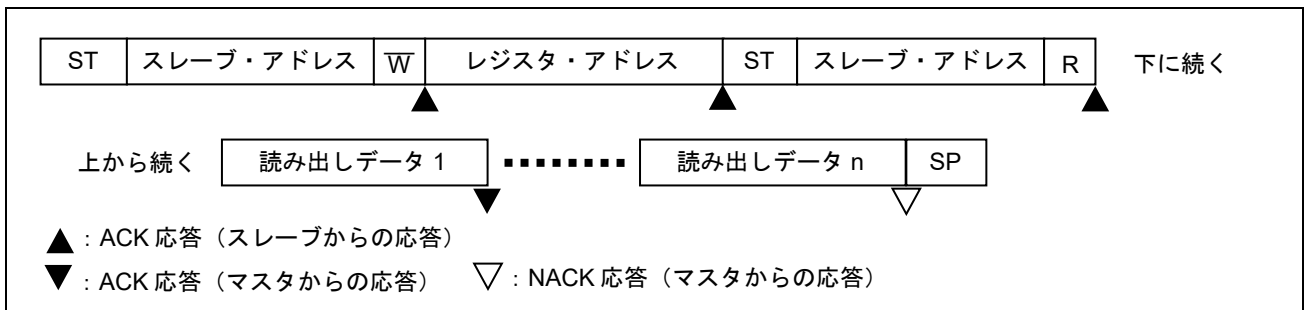 ST スレーブ・アドレス W レジスタ・アドレス ST スレーブ・アドレス R 下に続く
上から続く 読み出しデータ 1 読み出しデータ n SP
▲ : ACK 応答（スレーブからの応答）
▼ : ACK 応答（マスタからの応答） ▽ : NACK 応答（マスタからの応答）